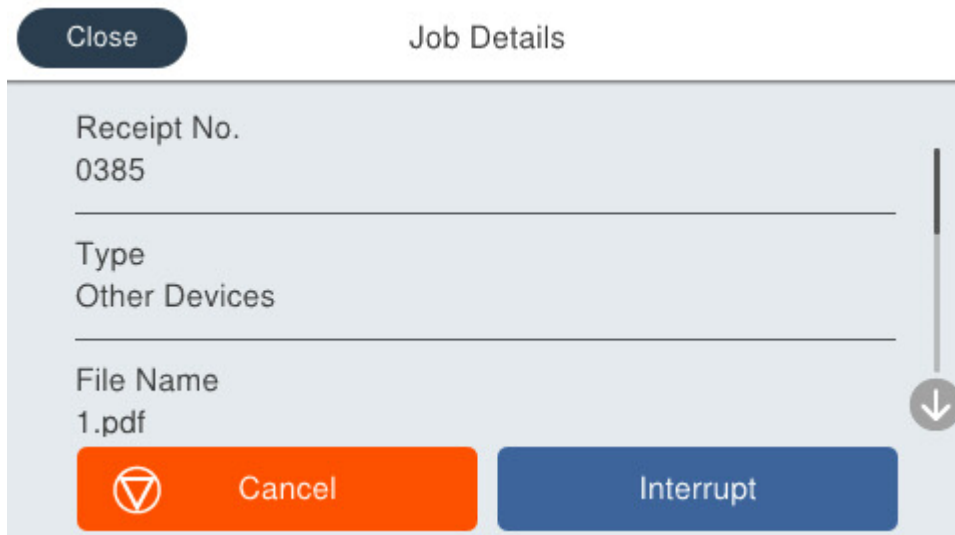 Close
Job Details
Receipt No.
0385
Type
Other Devices
File Name
1.pdf
Cancel
Interrupt